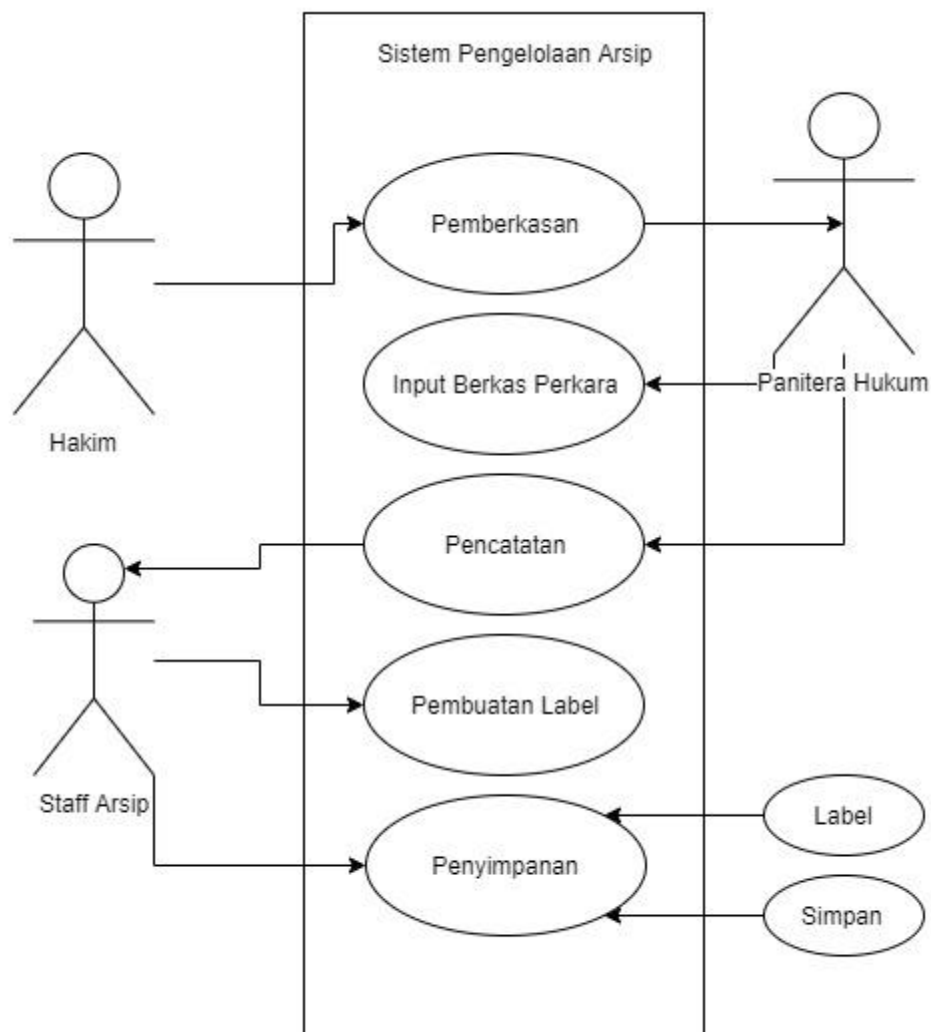 Sistem Pengelolaan Arsip
Pemberkasan
Input Berkas Perkara
Panitera Hukum
Hakim
Pencatatan
Pembuatan Label
Staff Arsip
Label
Penyimpanan
Simpan